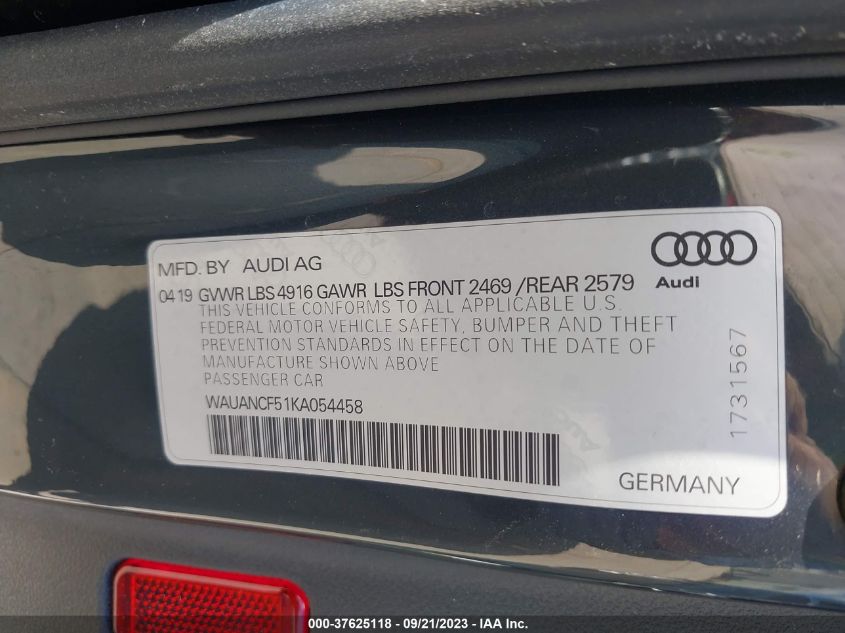 MFD. BY AUDI AG
Audi
04 19 GVWR LBS 4916 GAWR LBS FRONT 2469 /REAR 2579
THIS VEHICLE CONFORMS TO ALL APPLICABLE U.S.
FEDERAL MOTOR VEHICLE SAFETY, BUMPER AND THEFT
PREVENTION STANDARDS IN EFFECT ON THE DATE OF
MANUFACTURE SHOWN ABOVE
PASSENGER CAR
WAUANCF51KA054458
1731567
GERMANY
000-37625118 - 09/21/2023 - IAA Inc.